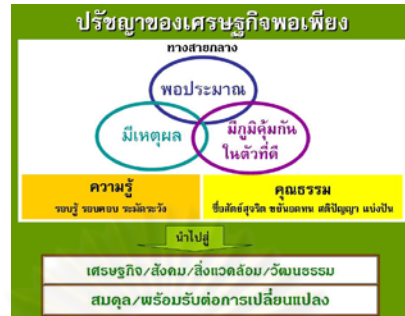 ปรัชญาของเศรษฐกิจพอเพียง
ทางสายกลาง
พอประมาณ
มีเหตุผล
มีภูมิคุ้มกัน
ในตัวที่ดี
ความรู้
รอบรู้ รอบคอบ ระมัดระวัง
คุณธรรม
ซื่อสัตย์สุจริต ขยันอดทน สติปัญญา แบ่งปัน
นำไปสู่
เศรษฐกิจ/สังคม/สิ่งแวดล้อม/วัฒนธรรม
สมดุล/พร้อมรับต่อการเปลี่ยนแปลง